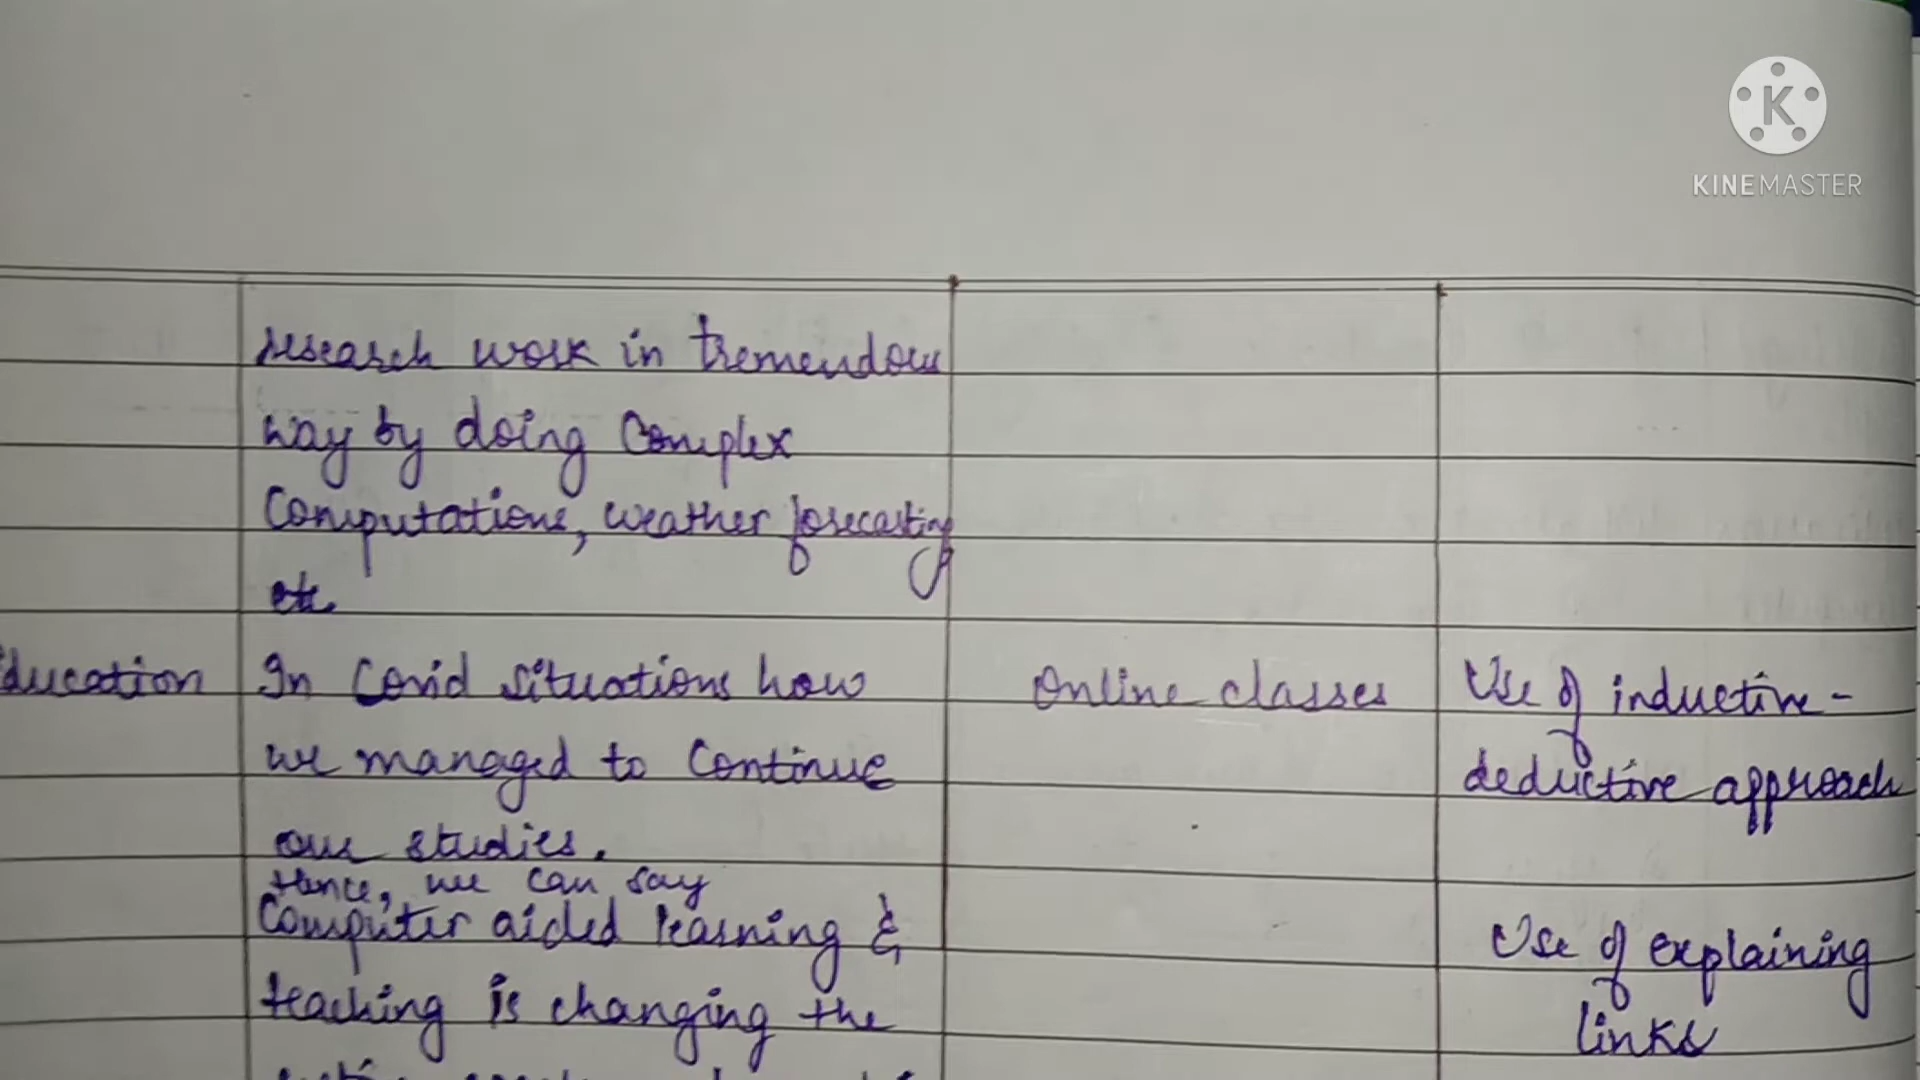 K
KINEMASTER
research work in tremendous
way by doing Complex
Computations, weather forecasting
etc.
Education In Covid situations how Online classes Use of inductive-
we managed to Continue deductive approach
our studies.
Hence, we can say
Computer aided learning & Use of explaining
teaching is changing the links